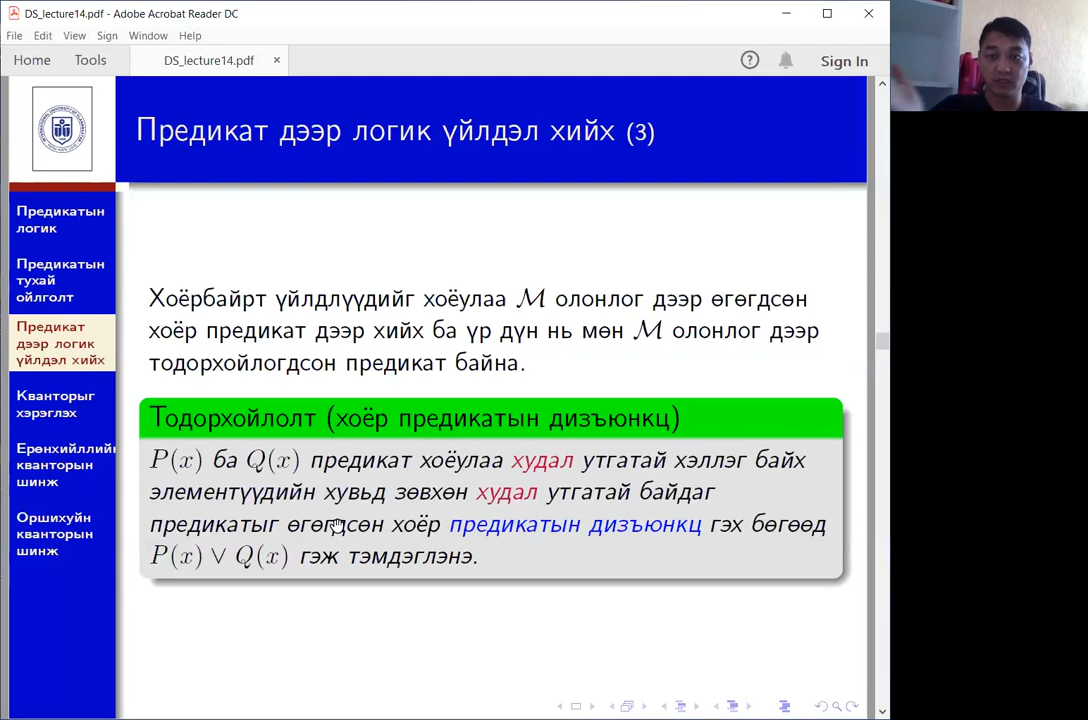 DS_lecture14.pdf - Adobe Acrobat Reader DC
File Edit View Sign Window Help
Home Tools DS_lecture14.pdf × Sign In
Предикат дээр логик үйлдэл хийх (3)
Предикатын
логик
Предикатын
тухай
ойлголт
Предикат
дээр логик
үйлдэл хийх
Кванторыг
хэрэглэх
Ерөнхийллийн
кванторын
шинж
Оршихуйн
кванторын
шинж
Хоёрбайрт үйлдлүүдийг хоёулаа ℳ олонлог дээр өгөгдсөн
хоёр предикат дээр хийх ба үр дүн нь мөн ℳ олонлог дээр
тодорхойлогдсон предикат байна.
Тодорхойлолт (хоёр предикатын дизъюнкц)
P(x) ба Q(x) предикат хоёулаа худал утгатай хэллэг байх
элементүүдийн хувьд зөвхөн худал утгатай байдаг
предикатыг өгөгдсөн хоёр предикатын дизъюнкц гэх бөгөөд
P(x) ∨ Q(x) гэж тэмдэглэнэ.